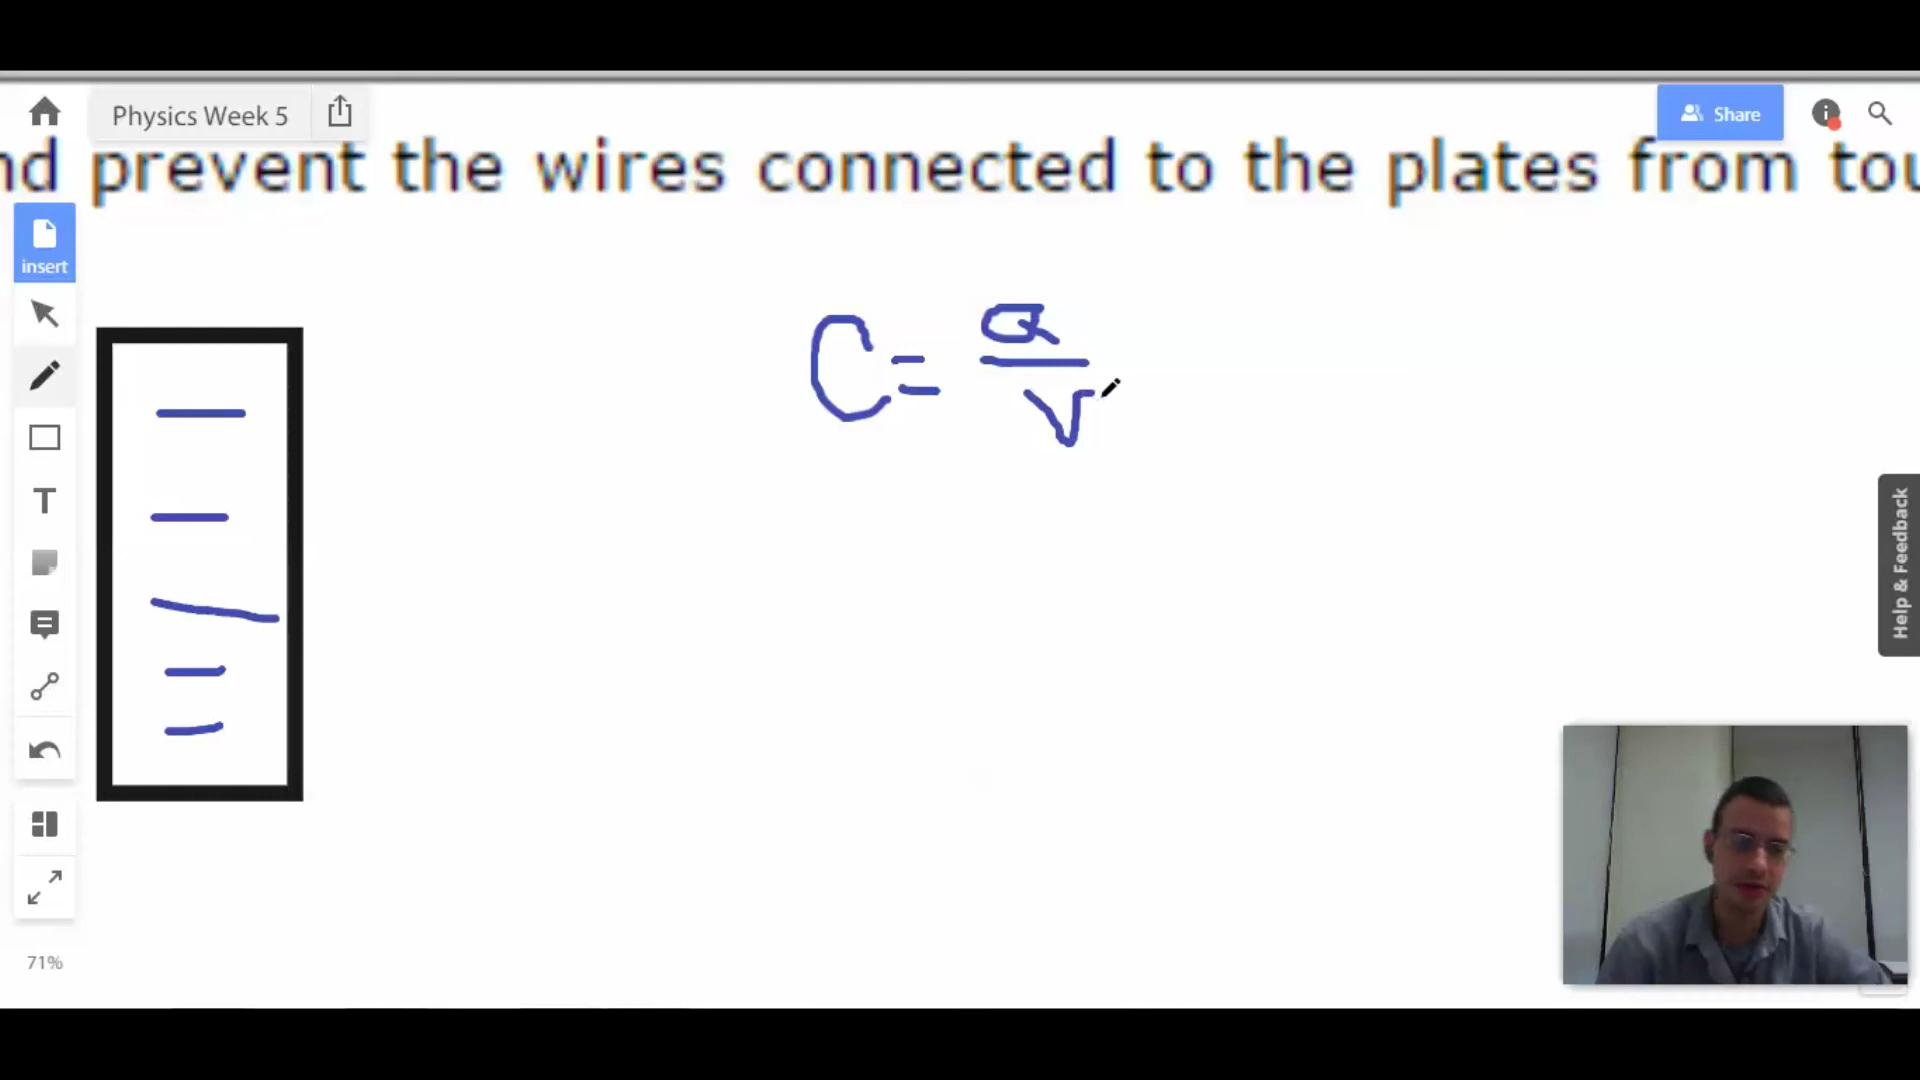 Physics Week 5
Share
nd prevent the wires connected to the plates from tou
insert
C = Q
V
T
Help & Feedback
71%